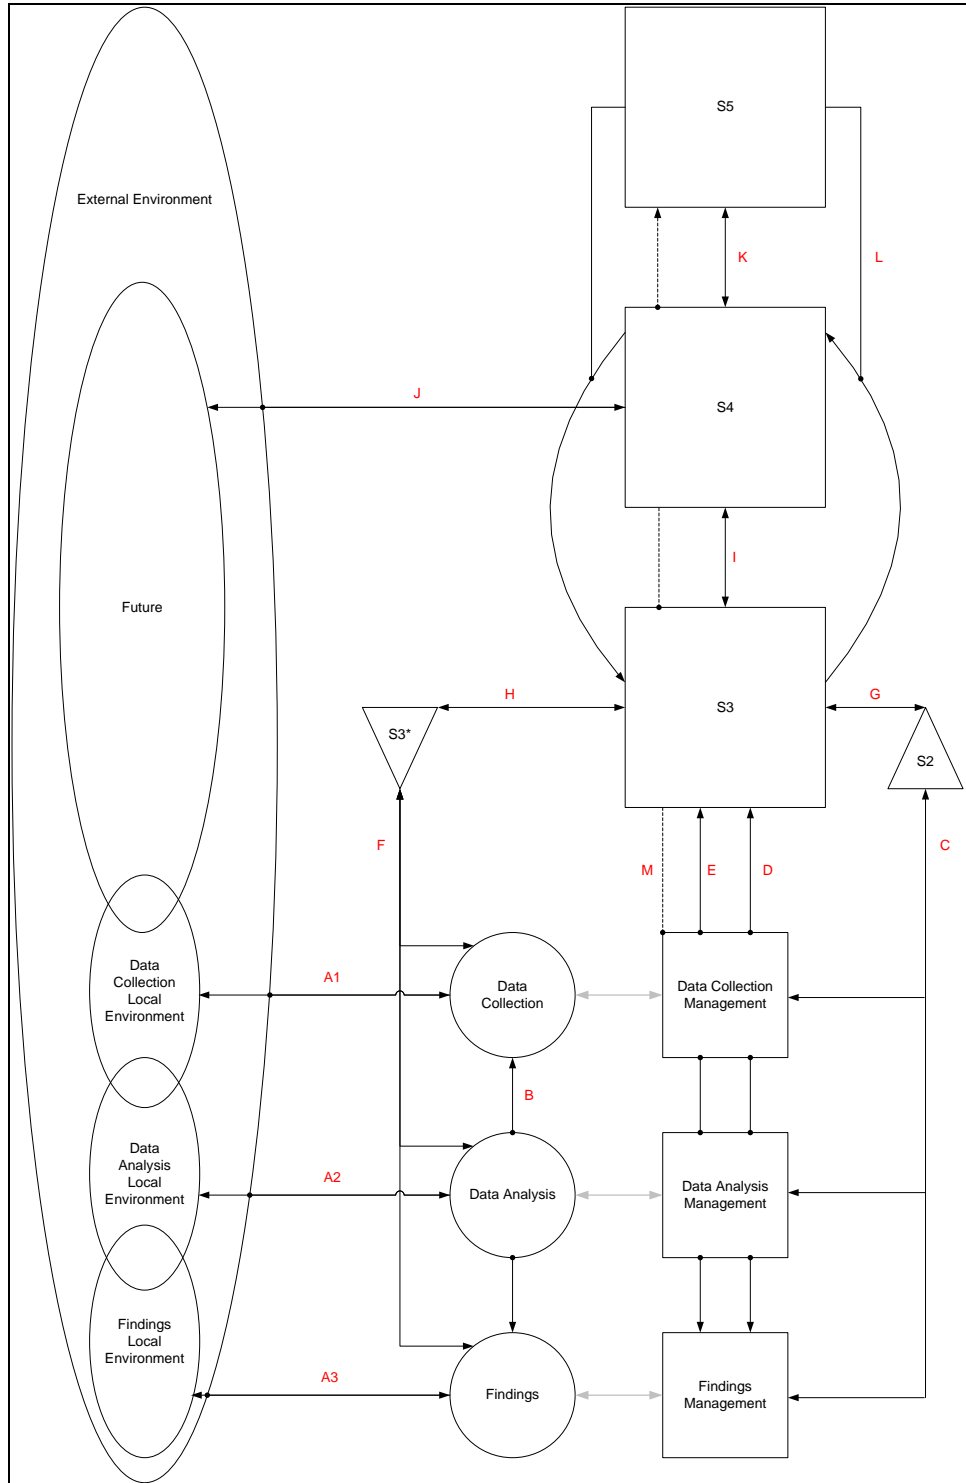 S5
External Environment
K
L
J
S4
I
Future
H
S3
G
S3*
S2
F
M
E
D
C
Data
Collection
Local
Environment
A1
Data
Collection
Data Collection
Management
B
Data
Analysis
Local
Environment
A2
Data Analysis
Data Analysis
Management
Findings
Local
Environment
A3
Findings
Findings
Management